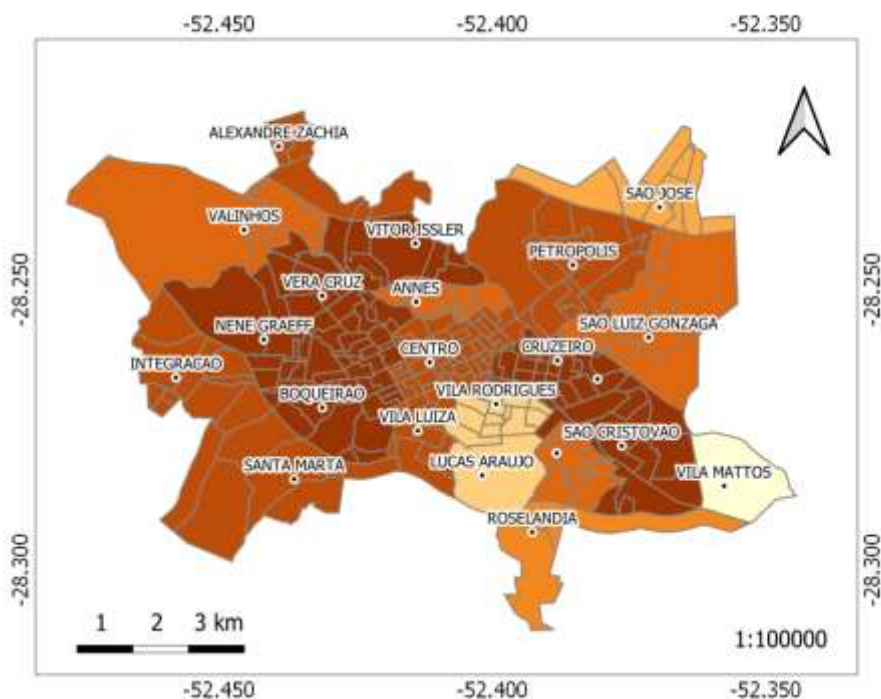 -52.450 -52.400 -52.350
ALEXANDRE ZACHIA
SAO JOSE
VALINHOS
VITOR ISSLER
PETROPOLIS
-28.250
-28.250
VERA CRUZ
ANNES
NENE GRAEFF
SAO LUIZ GONZAGA
CENTRO
CRUZEIRO
INTEGRACAO
BOQUEIRAO
VILA RODRIGUES
VILA LUIZA
SAO CRISTOVAO
SANTA MARTA
LUCAS ARAUJO
VILA MATTOS
ROSELANDIA
-28.300
-28.300
1 2 3 km
1:100000
-52.450 -52.400 -52.350